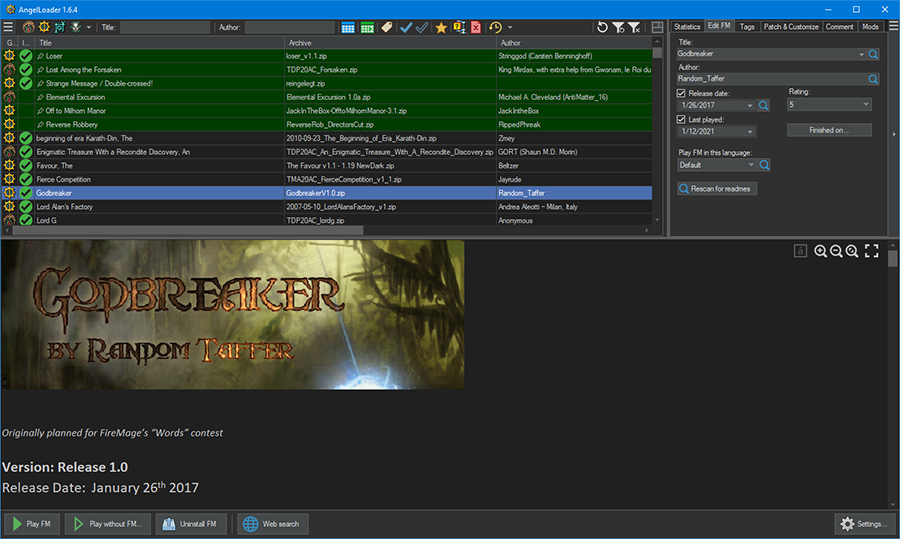 AngelLoader 1.6.4
Title:
Author:
G... I... Title Archive Author
Loser loser_v1.1.zip Stringgod (Carsten Benninghoff)
Lost Among the Forsaken TDP20AC_Forsaken.zip King Mirdas, with extra help from Gwonam, le Roi du
Strange Message / Double-crossed! reingelegt.zip
Elemental Excursion Elemental Excursion 1.0a.zip Michael A. Cleveland (AntiMatter_16)
Off to Milhorn Manor JackInTheBox-OfftoMilhornManor-3.1.zip JackIntheBox
Reverse Robbery ReverseRob_DirectorsCut.zip RippedPhreak
beginning of era Karath-Din, The 2010-09-23_The_Beginning_of_Era_Karath-Din.zip Zmey
Enigmatic Treasure With a Recondite Discovery, An TDP20AC_An_Enigmatic_Treasure_With_A_Recondite_Discovery.zip GORT (Shaun M.D. Morin)
Favour, The The Favour v1.1 - 1.19 NewDark.zip Beltzer
Fierce Competition TMA20AC_FierceCompetition_v1_1.zip Jayrude
Godbreaker GodbreakerV1.0.zip Random_Taffer
Lord Alan's Factory 2007-05-10_LordAlansFactory_v1.zip Andrea Aleotti - Milan, Italy
Lord G TDP20AC_lordg.zip Anonymous
Statistics Edit FM Tags Patch & Customize Comment Mods
Title:
Godbreaker
Author:
Random_Taffer
Release date: Rating:
1/26/2017 5
Last played:
1/12/2021 Finished on...
Play FM in this language:
Default
Rescan for readmes
GODBREAKER
BY RANDOM TAFFER
Originally planned for FireMage's “Words” contest
Version: Release 1.0
Release Date: January 26th 2017
Play FM Play without FM... Uninstall FM Web search Settings...